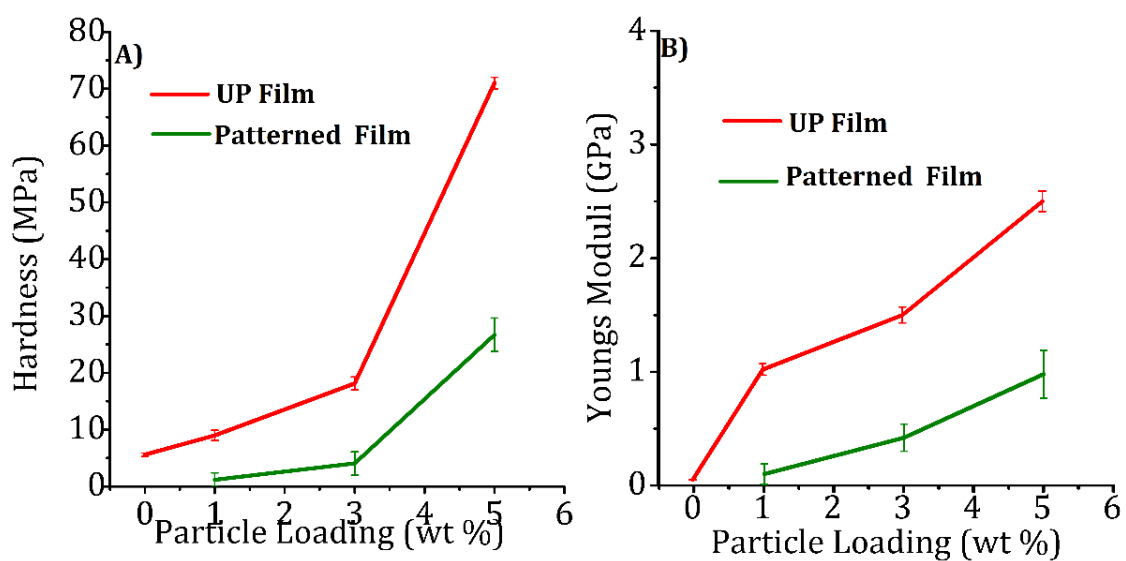 A)
UP Film
Patterned Film
Hardness (MPa)
80
70
60
50
40
30
20
10
0
0 1 2 3 4 5 6
Particle Loading (wt %)
B)
UP Film
Patterned Film
Youngs Moduli (GPa)
4
3
2
1
0
0 1 2 3 4 5 6
Particle Loading (wt %)